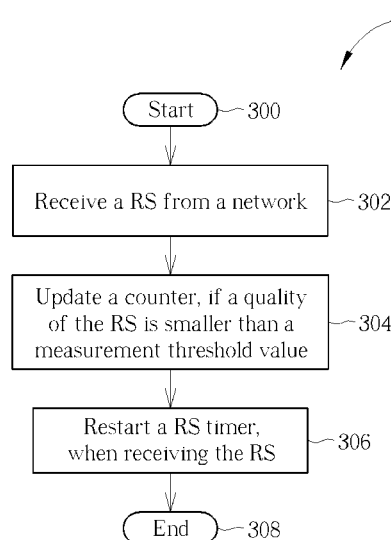 Start
300
Receive a RS from a network
302
Update a counter, if a quality
of the RS is smaller than a
measurement threshold value
304
Restart a RS timer,
when receiving the RS
306
End
308